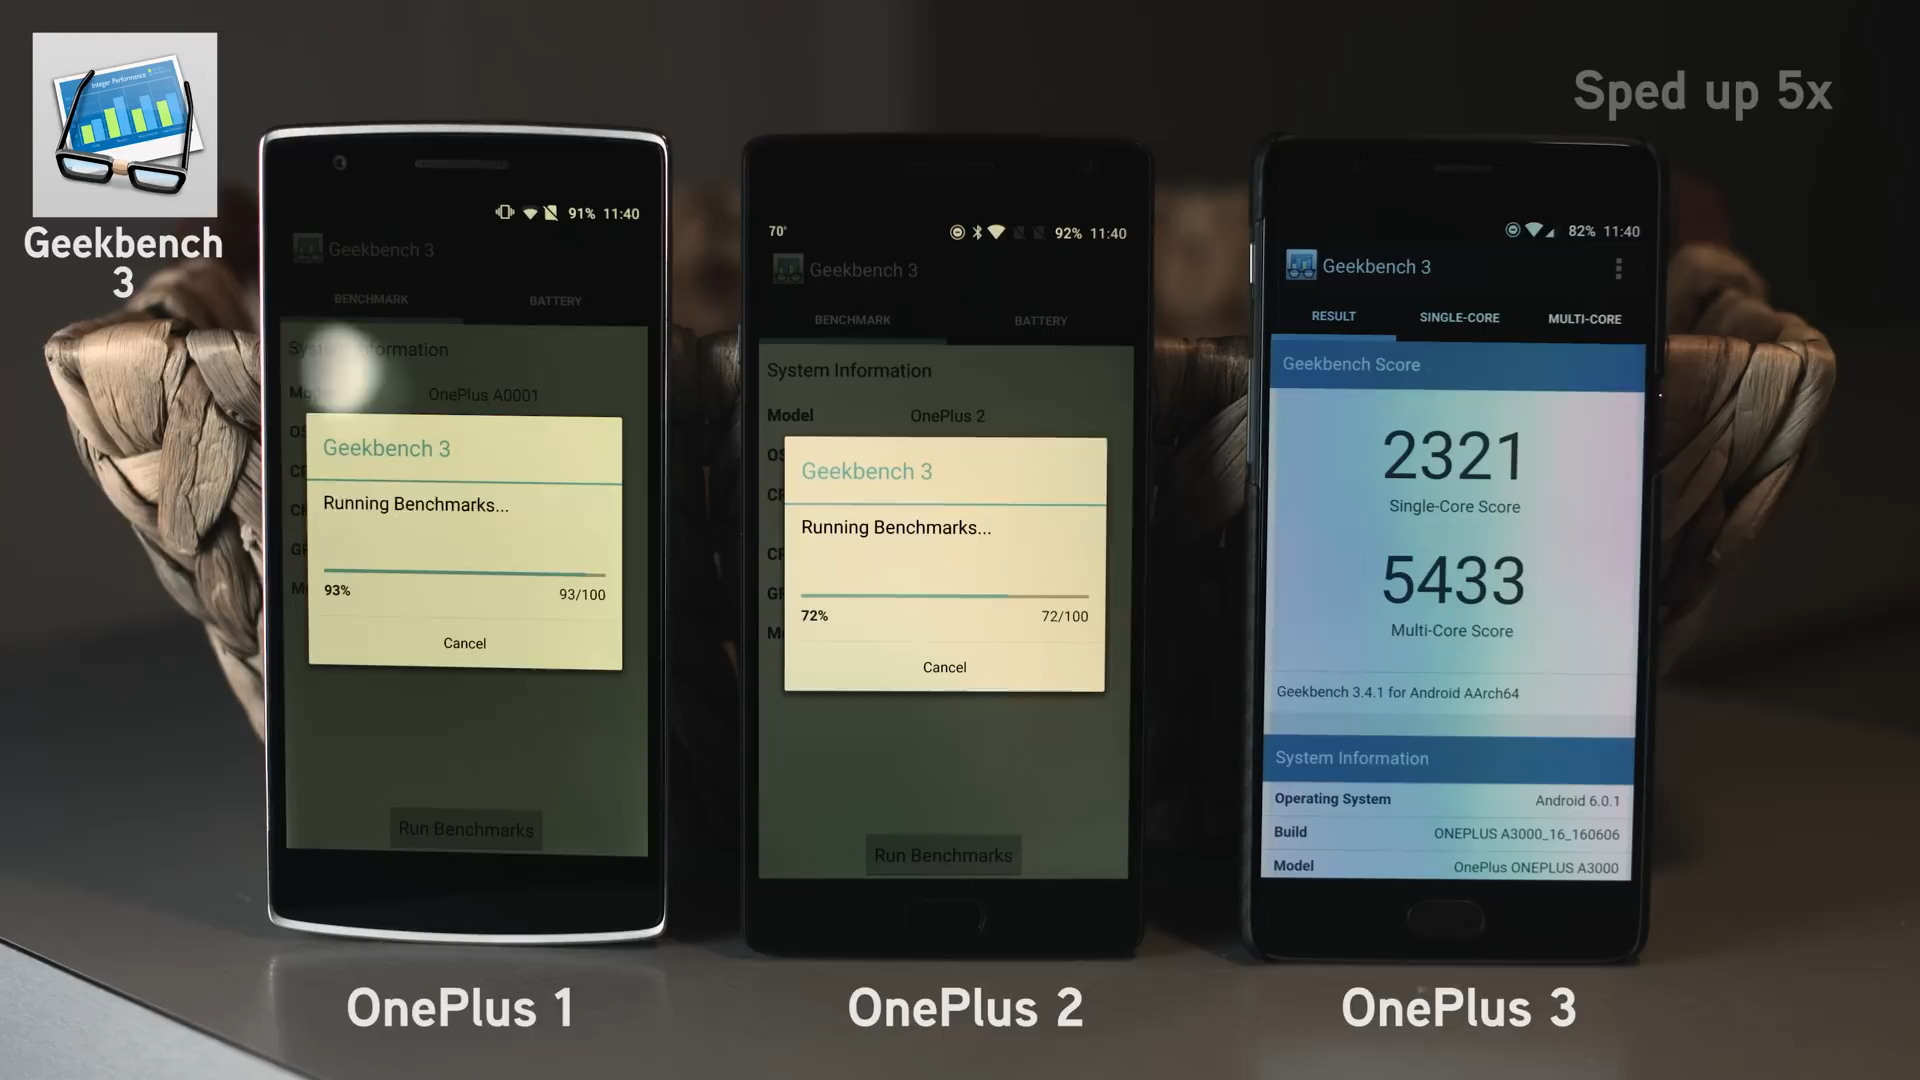 Integer Performance
Geekbench
3
Sped up 5x
91% 11:40
Geekbench 3
BENCHMARK
BATTERY
System Information
OnePlus A0001
Geekbench 3
Running Benchmarks...
93%
93/100
Cancel
Run Benchmarks
OnePlus 1
70°
92% 11:40
Geekbench 3
BENCHMARK
BATTERY
System Information
Model OnePlus 2
Geekbench 3
Running Benchmarks...
72%
72/100
Cancel
Run Benchmarks
OnePlus 2
82% 11:40
Geekbench 3
RESULT SINGLE-CORE MULTI-CORE
Geekbench Score
2321
Single-Core Score
5433
Multi-Core Score
Geekbench 3.4.1 for Android AArch64
System Information
Operating System Android 6.0.1
Build ONEPLUS A3000_16_160606
Model OnePlus ONEPLUS A3000
OnePlus 3